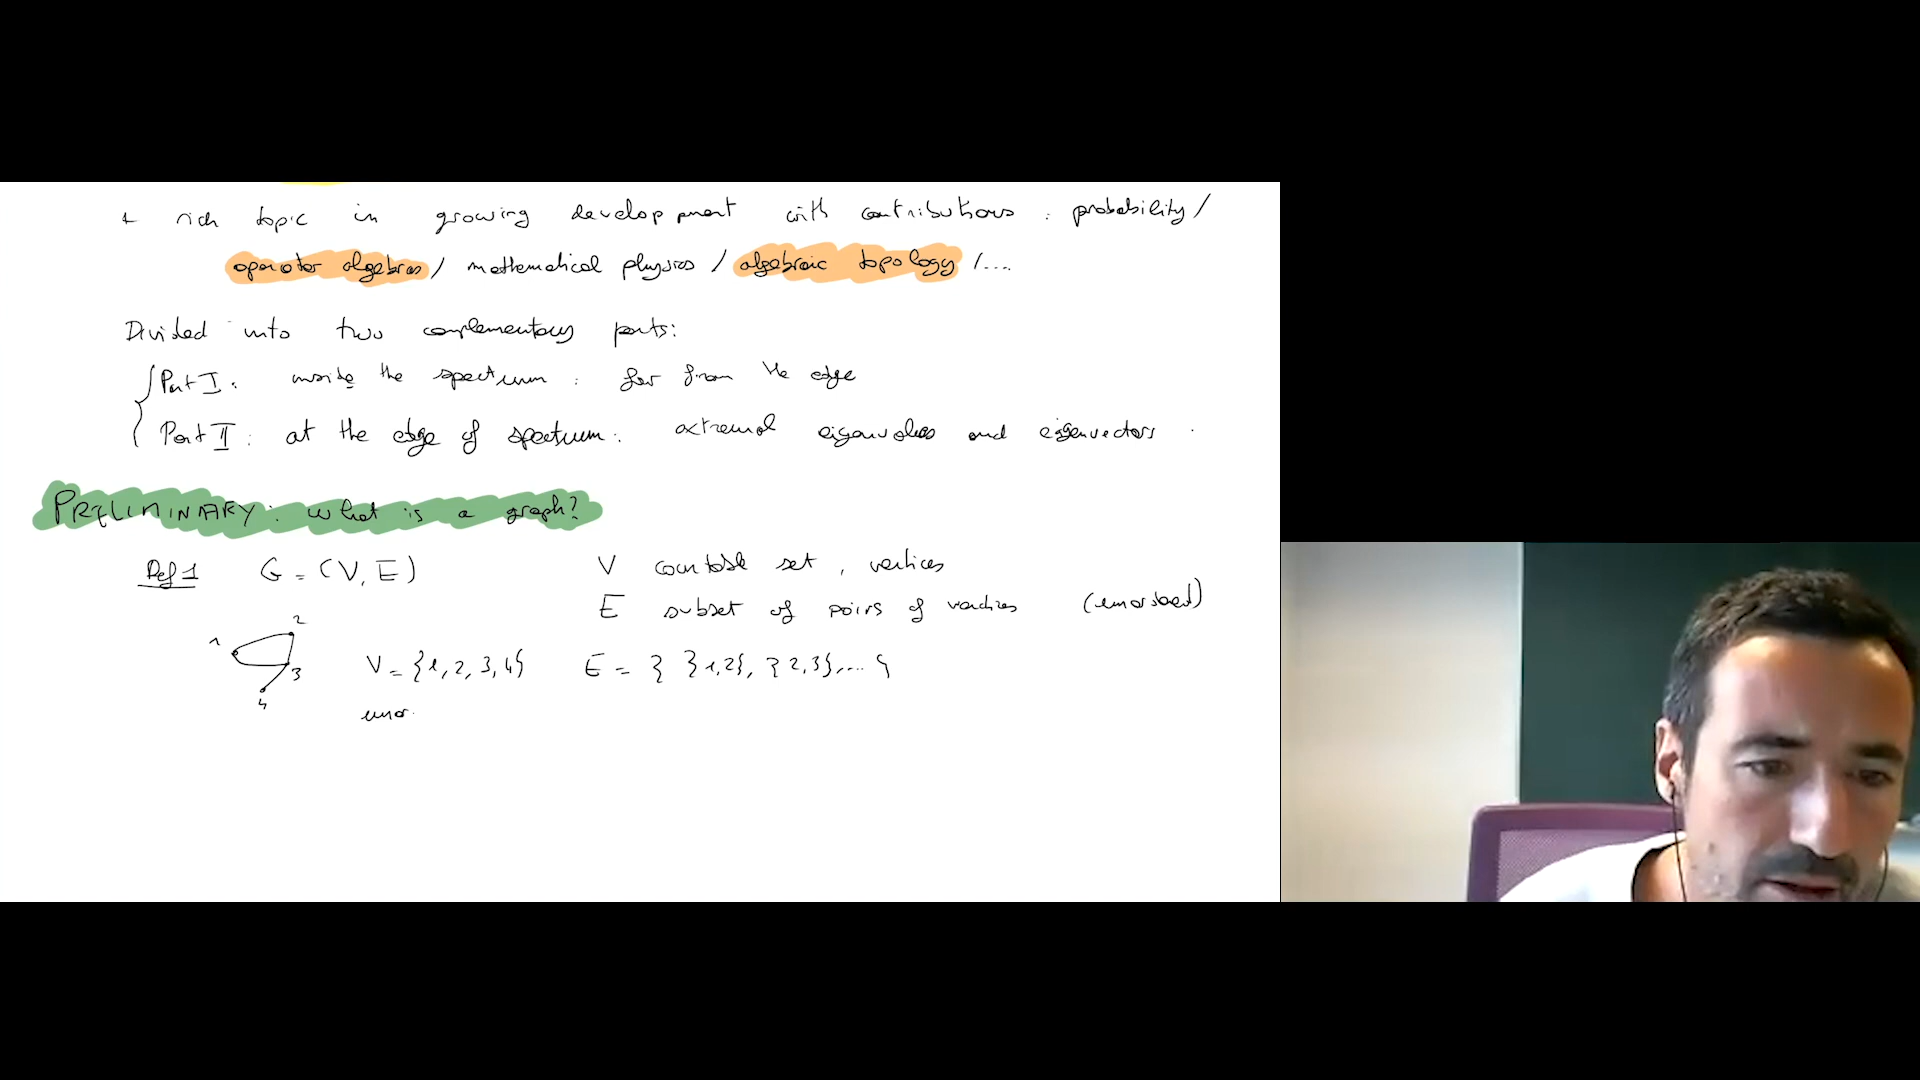 + rich topic in growing development with contributions : probability /
operator algebras / mathematical physics / algebraic topology / ....
Divided into two complementary parts:
Part I : inside the spectrum : far from the edge
Part II : at the edge of spectrum : extremal eigenvalues and eigenvectors .
PRELIMINARY : what is a graph?
Def 1 G = (V, E) V countable set , vertices
E subset of pairs of vertices (unordered)
1 2 3 4
V = {1, 2, 3, 4} E = { {1,2}, {2,3}, ... }
unor.